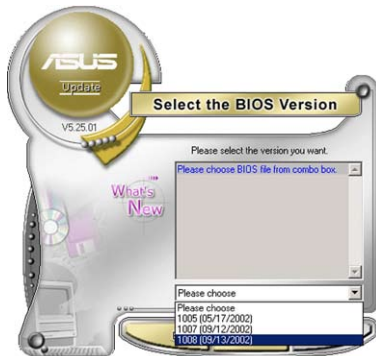 ASUS
Update
V5.25.01
Select the BIOS Version
Please select the version you want.
Please choose BIOS file from combo box.
What's
New
Please choose
Please choose
1005 (05/17/2002)
1007 (09/12/2002)
1008 (09/13/2002)